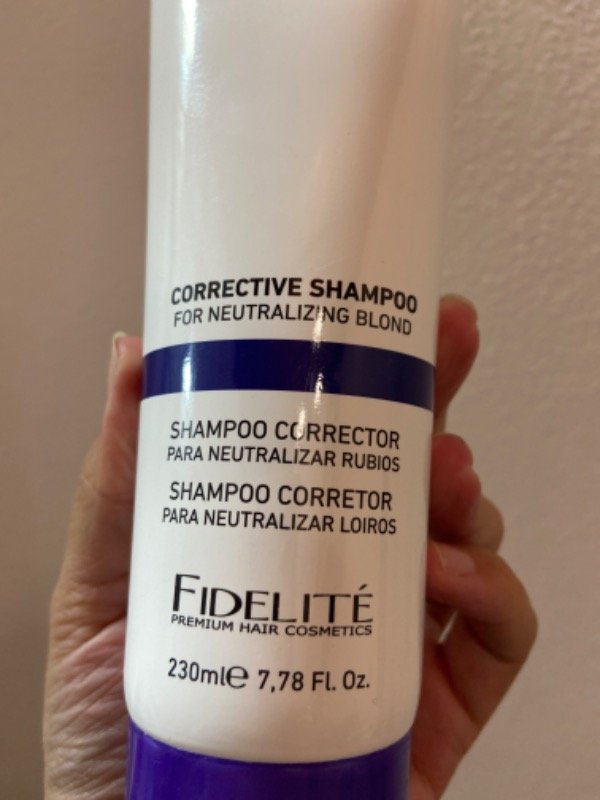 CORRECTIVE SHAMPOO
FOR NEUTRALIZING BLOND
SHAMPOO CORRECTOR
PARA NEUTRALIZAR RUBIOS
SHAMPOO CORRETOR
PARA NEUTRALIZAR LOIROS
FIDELITÉ
PREMIUM HAIR COSMETICS
230ml℮ 7,78 Fl. Oz.